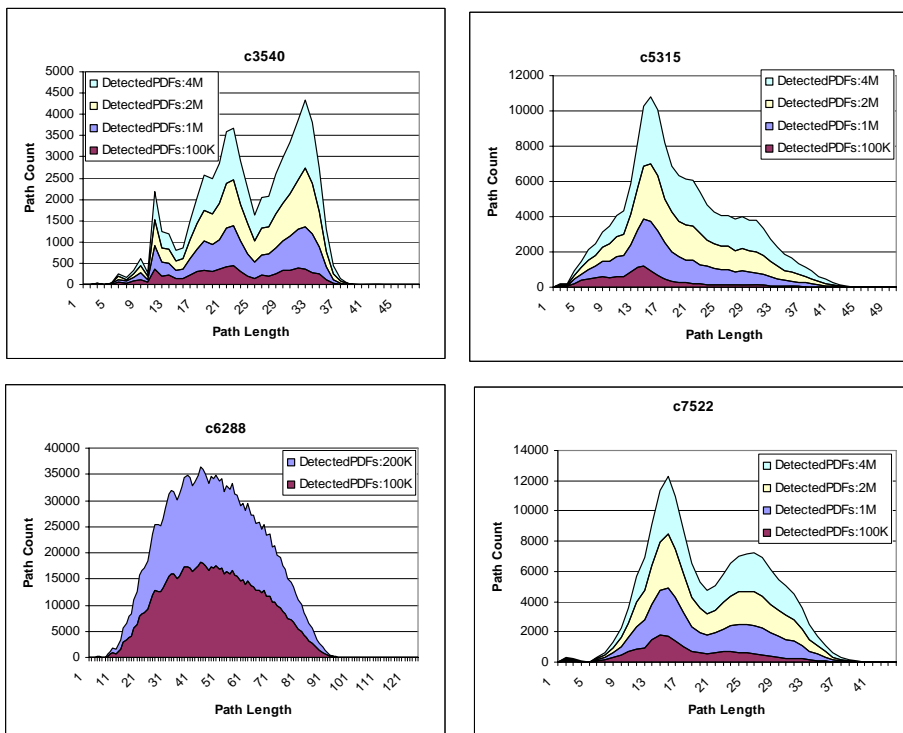 c3540
5000
4500
4000
3500
3000
2500
2000
1500
1000
500
0
Path Count
DetectedPDFs:4M
DetectedPDFs:2M
DetectedPDFs:1M
DetectedPDFs:100K
1 5 9 13 17 21 25 29 33 37 41 45
Path Length
c5315
12000
10000
8000
6000
4000
2000
0
Path Count
DetectedPDFs:4M
DetectedPDFs:2M
DetectedPDFs:1M
DetectedPDFs:100K
1 5 9 13 17 21 25 29 33 37 41 45 49
Path Length
c6288
40000
35000
30000
25000
20000
15000
10000
5000
0
Path Count
DetectedPDFs:200K
DetectedPDFs:100K
1 11 21 31 41 51 61 71 81 91 101 111 121
Path Length
c7522
14000
12000
10000
8000
6000
4000
2000
0
Path Count
DetectedPDFs:4M
DetectedPDFs:2M
DetectedPDFs:1M
DetectedPDFs:100K
1 5 9 13 17 21 25 29 33 37 41
Path Length